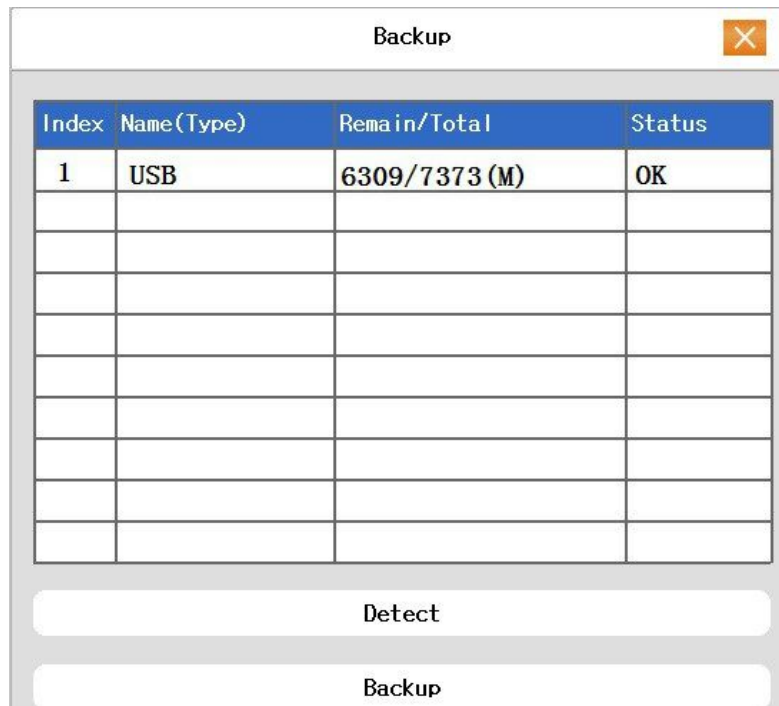 Backup
Index Name(Type) Remain/Total Status
1 USB 6309/7373(M) OK
Detect
Backup